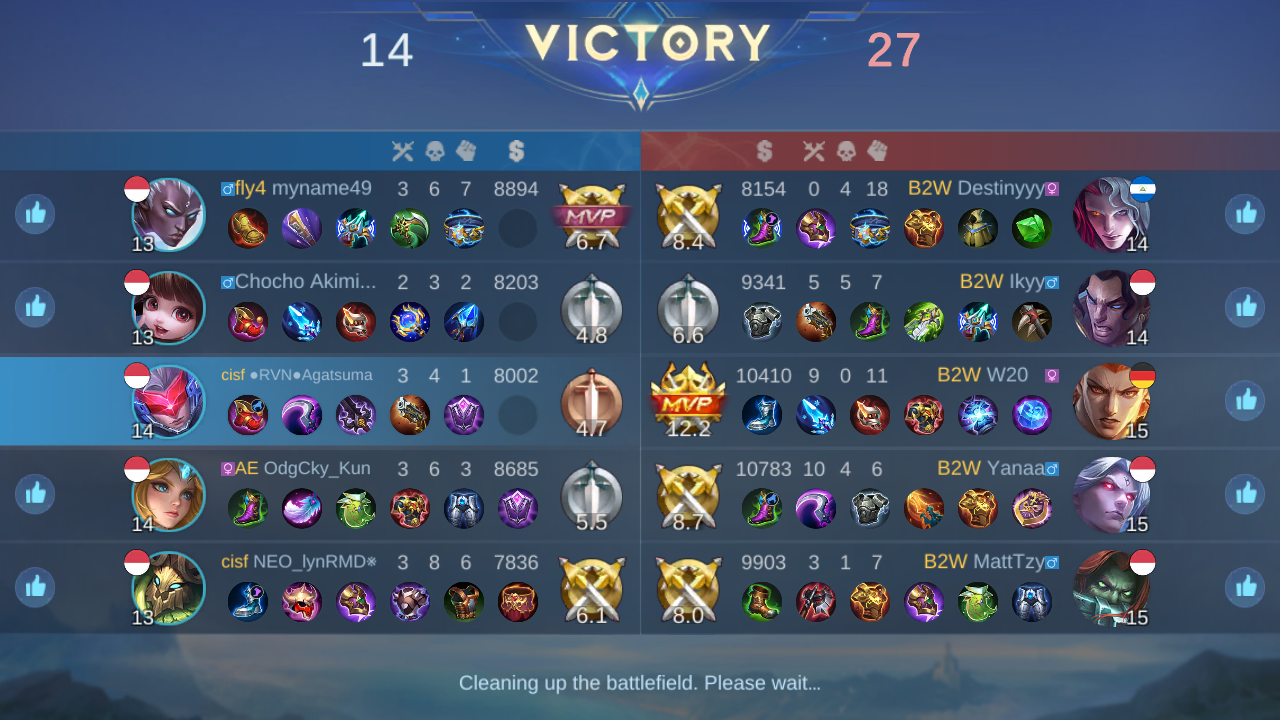 14 VICTORY 27
fly4 myname49 3 6 7 8894
MVP 6.7
13
8154 0 4 18 B2W Destinyyy
8.4
14
Chocho Akimi... 2 3 2 8203
4.8
13
9341 5 5 7 B2W Ikyy
6.6
14
cisf ●RVN●Agatsuma 3 4 1 8002
4.7
14
10410 9 0 11 B2W W20
MVP 12.2
15
AE OdgCky_Kun 3 6 3 8685
5.5
14
10783 10 4 6 B2W Yanaa
8.7
15
cisf NEO_lynRMD※ 3 8 6 7836
6.1
13
9903 3 1 7 B2W MattTzy
8.0
15
Cleaning up the battlefield. Please wait...